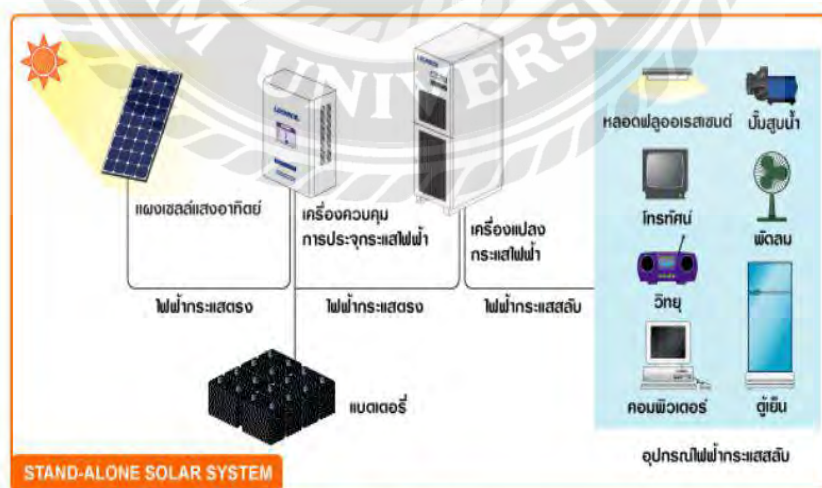 M UNIVERSI
แผงเซลล์แสงอาทิตย์
เครื่องควบคุม
การประจุกระแสไฟฟ้า
เครื่องแปลง
กระแสไฟฟ้า
หลอดฟลูออเรสเซนต์
ปั๊มสูบน้ำ
โทรทัศน์
พัดลม
วิทยุ
คอมพิวเตอร์
ตู้เย็น
ไฟฟ้ากระแสตรง
ไฟฟ้ากระแสตรง
ไฟฟ้ากระแสสลับ
แบตเตอรี่
อุปกรณ์ไฟฟ้ากระแสสลับ
STAND-ALONE SOLAR SYSTEM